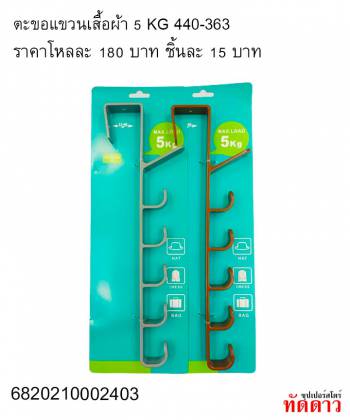 ตะขอแขวนเสื้อผ้า 5 KG 440-363
ราคาโหลละ 180 บาท ชิ้นละ 15 บาท
MAX.LOAD
5Kg
MAX.LOAD
5Kg
HAT
HAT
DRESS
DRESS
BAG
BAG
6820210002403
ซุปเปอร์สโตร์
ทัดดาว